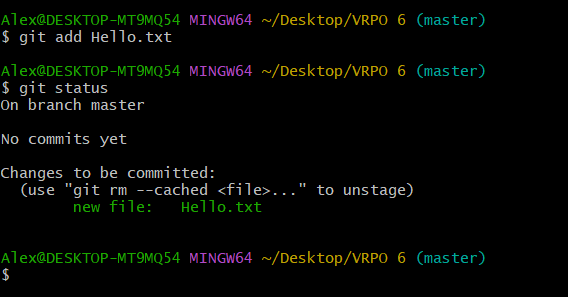 Alex@DESKTOP-MT9MQ54 MINGW64 ~/Desktop/VRPO 6 (master)
$ git add Hello.txt
Alex@DESKTOP-MT9MQ54 MINGW64 ~/Desktop/VRPO 6 (master)
$ git status
On branch master
No commits yet
Changes to be committed:
  (use "git rm --cached <file>..." to unstage)
        new file:   Hello.txt
Alex@DESKTOP-MT9MQ54 MINGW64 ~/Desktop/VRPO 6 (master)
$